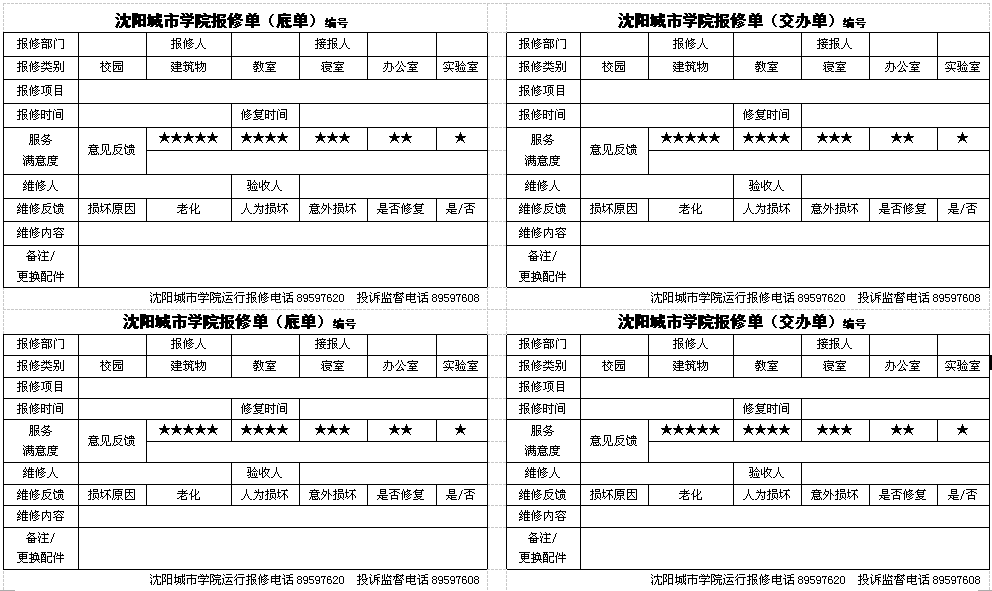 沈阳城市学院报修单（底单）编号
报修部门 报修人 接报人
报修类别 校园 建筑物 教室 寝室 办公室 实验室
报修项目
报修时间 修复时间
服务
满意度
意见反馈 ★★★★★ ★★★★ ★★★ ★★ ★
维修人 验收人
维修反馈 损坏原因 老化 人为损坏 意外损坏 是否修复 是/否
维修内容
备注/
更换配件
沈阳城市学院运行报修电话 89597620 投诉监督电话 89597608
沈阳城市学院报修单（交办单）编号
报修部门 报修人 接报人
报修类别 校园 建筑物 教室 寝室 办公室 实验室
报修项目
报修时间 修复时间
服务
满意度
意见反馈 ★★★★★ ★★★★ ★★★ ★★ ★
维修人 验收人
维修反馈 损坏原因 老化 人为损坏 意外损坏 是否修复 是/否
维修内容
备注/
更换配件
沈阳城市学院运行报修电话 89597620 投诉监督电话 89597608
沈阳城市学院报修单（底单）编号
报修部门 报修人 接报人
报修类别 校园 建筑物 教室 寝室 办公室 实验室
报修项目
报修时间 修复时间
服务
满意度
意见反馈 ★★★★★ ★★★★ ★★★ ★★ ★
维修人 验收人
维修反馈 损坏原因 老化 人为损坏 意外损坏 是否修复 是/否
维修内容
备注/
更换配件
沈阳城市学院运行报修电话 89597620 投诉监督电话 89597608
沈阳城市学院报修单（交办单）编号
报修部门 报修人 接报人
报修类别 校园 建筑物 教室 寝室 办公室 实验室
报修项目
报修时间 修复时间
服务
满意度
意见反馈 ★★★★★ ★★★★ ★★★ ★★ ★
维修人 验收人
维修反馈 损坏原因 老化 人为损坏 意外损坏 是否修复 是/否
维修内容
备注/
更换配件
沈阳城市学院运行报修电话 89597620 投诉监督电话 89597608